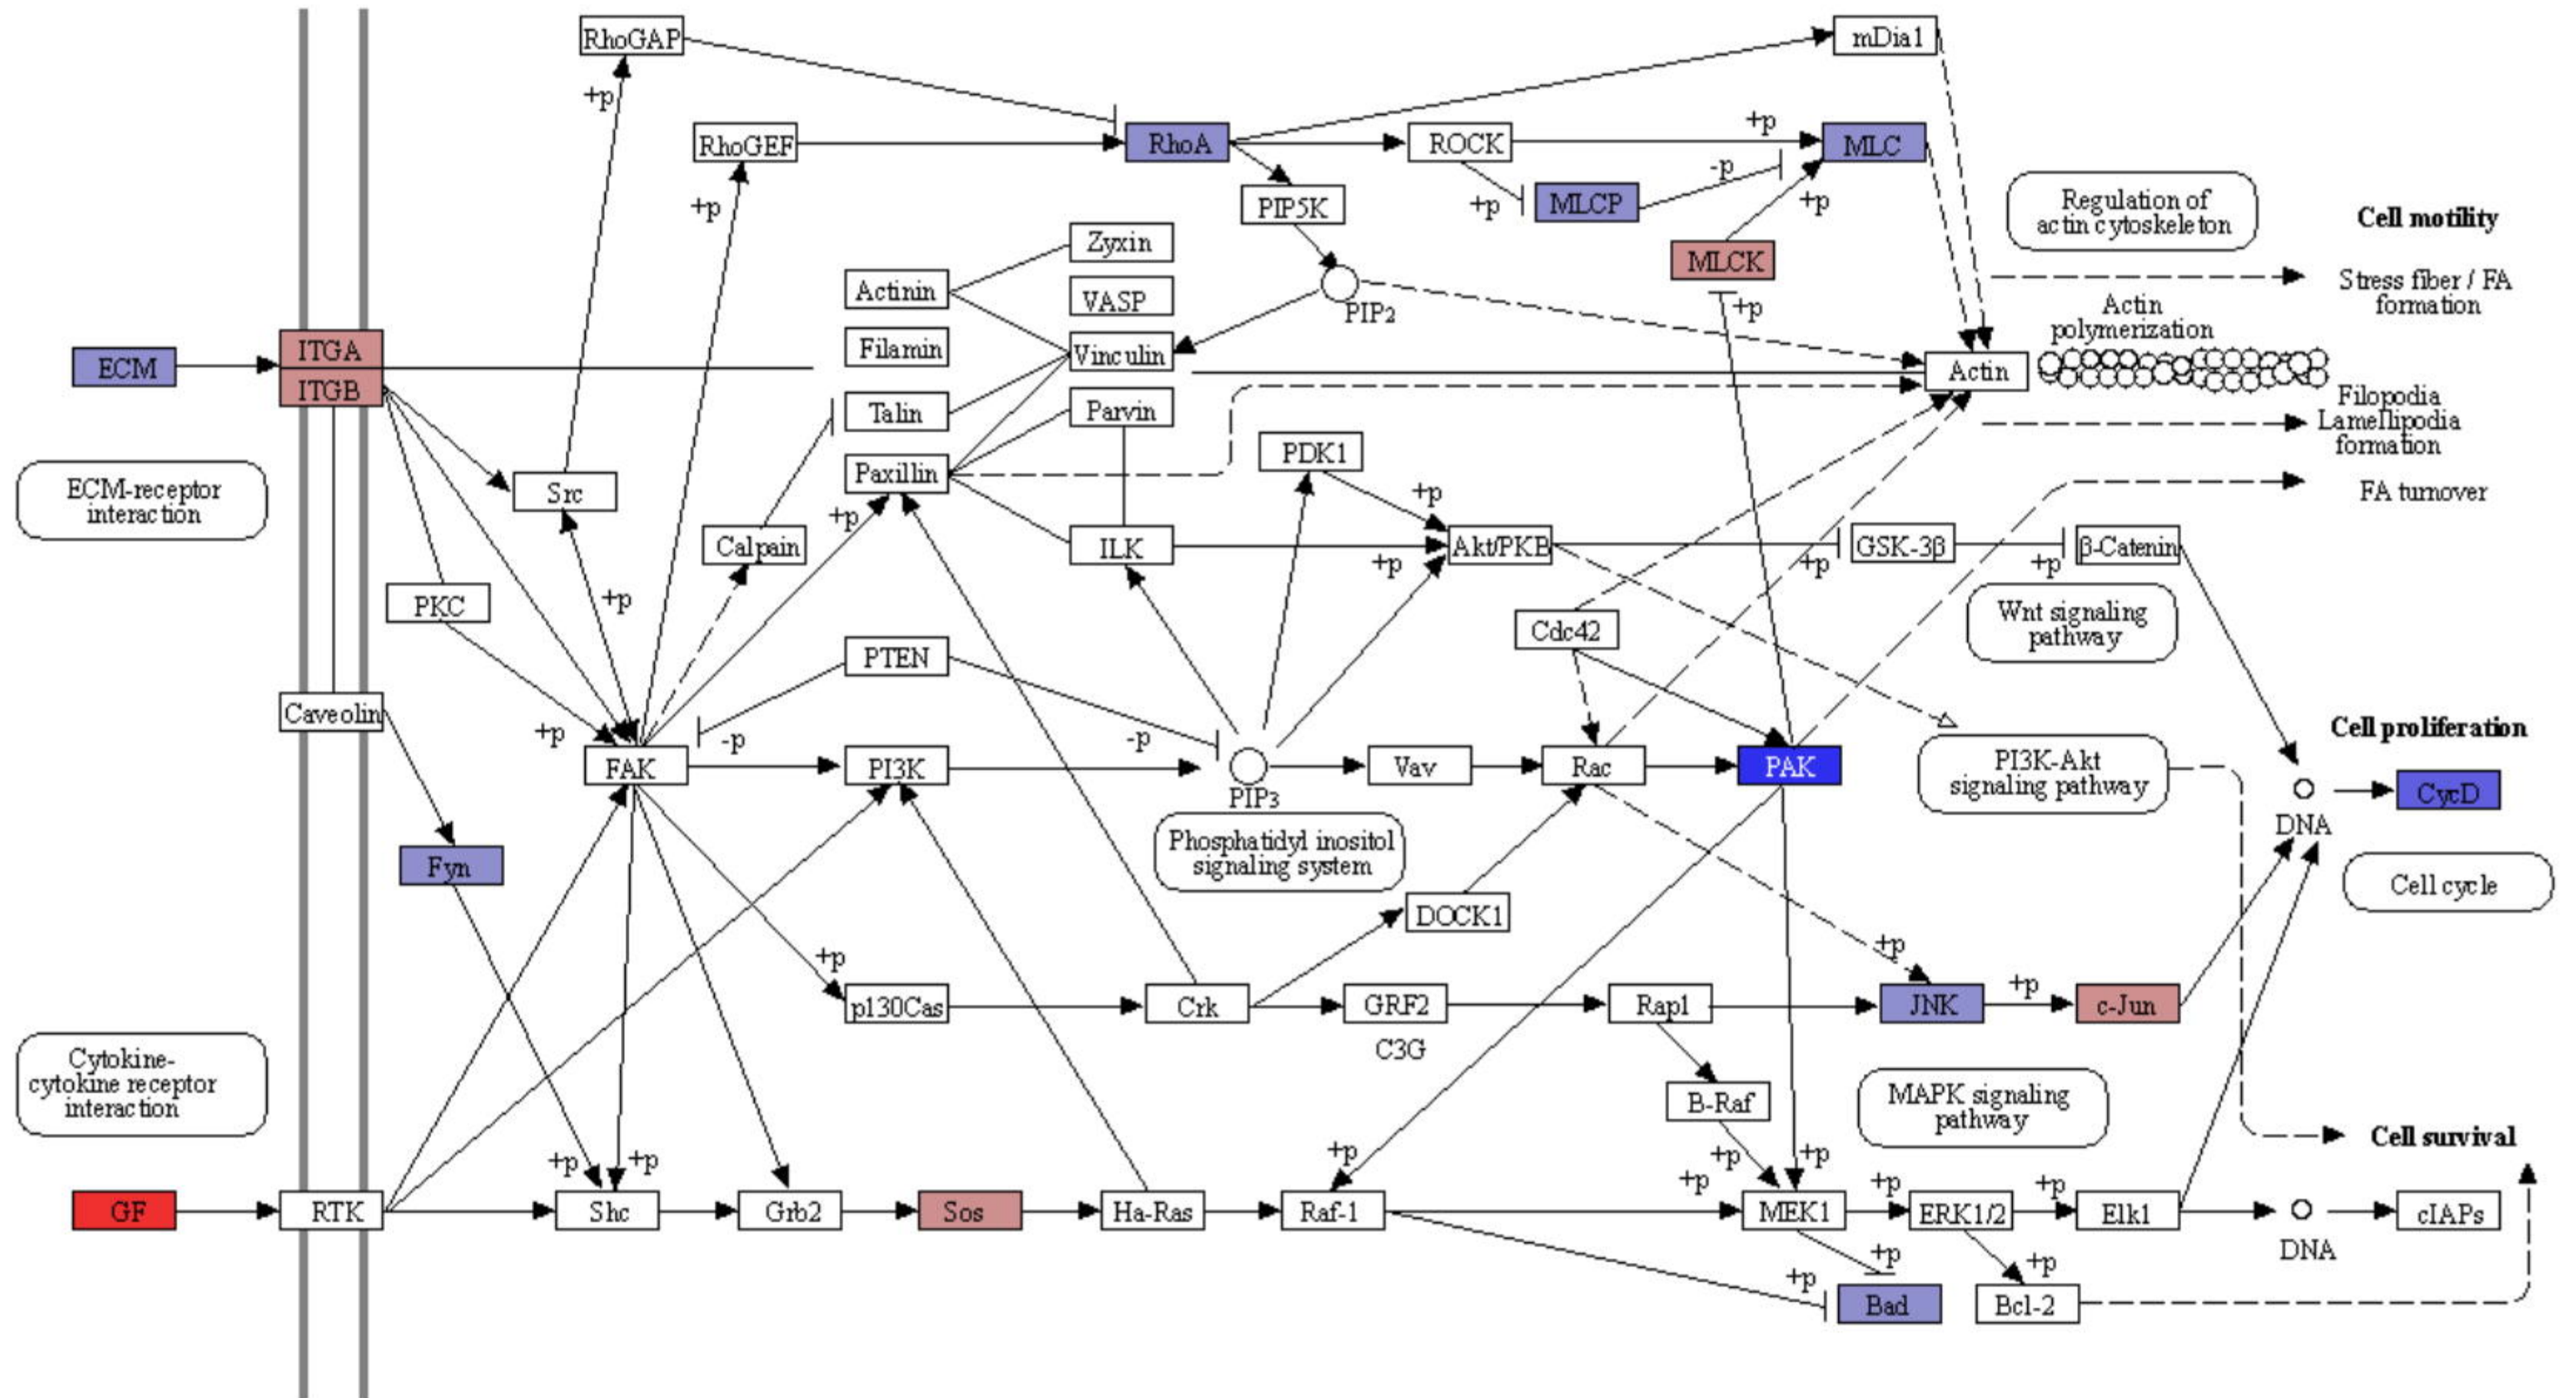 RhoGAP
mDia1
+p
RhoGEF
RhoA
ROCK
+p
MLC
-p
+p
MLCP
+p
PIP5K
+p
Regulation of
actin cytoskeleton
Cell motility
Zyxin
MLCK
Actinin
VASP
PIP2
+p
Stress fiber / FA
formation
Actin
polymerization
Filamin
Vinculin
ITGA
ECM
ITGB
Actin
Talin
Parvin
Filopodia
Lamellipodia
formation
PDK1
Paxillin
ECM-receptor
interaction
Src
+p
+p
FA turnover
Calpain
ILK
+p
Akt/PKB
+p
GSK-3β
+p
β-Catenin
PKC
+p
Cdc42
Wnt signaling
pathway
PTEN
Caveolin
+p
-p
-p
Cell proliferation
FAK
PI3K
PIP3
Vav
Rac
PAK
PI3K-Akt
signaling pathway
CycD
DNA
Phosphatidyl inositol
signaling system
Fyn
Cell cycle
DOCK1
+p
+p
p130Cas
Crk
GRF2
C3G
Rap1
JNK
+p
c-Jun
Cytokine-
cytokine receptor
interaction
B-Raf
MAPK signaling
pathway
Cell survival
+p
+p
+p
+p
+p
+p
+p
+p
GF
RTK
Shc
Grb2
Sos
Ha-Ras
Raf-1
MEK1
ERK1/2
Elk1
cIAPs
DNA
+p
+p
+p
Bad
Bcl-2